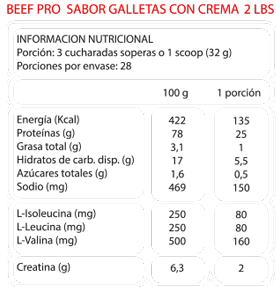 BEEF PRO SABOR GALLETAS CON CREMA 2 LBS
INFORMACION NUTRICIONAL
Porción: 3 cucharadas soperas o 1 scoop (32 g)
Porciones por envase: 28
100 g 1 porción
Energía (Kcal) 422 135
Proteínas (g) 78 25
Grasa total (g) 3,1 1
Hidratos de carb. disp. (g) 17 5,5
Azúcares totales (g) 1,6 0,5
Sodio (mg) 469 150
L-Isoleucina (mg) 250 80
L-Leucina (mg) 250 80
L-Valina (mg) 500 160
Creatina (g) 6,3 2